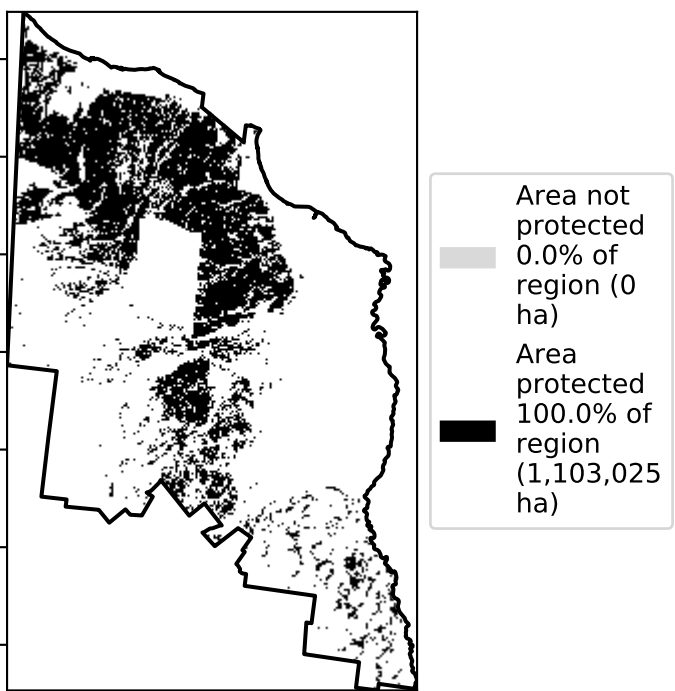 Area not
protected
0.0% of
region (0
ha)
Area
protected
100.0% of
region
(1,103,025
ha)